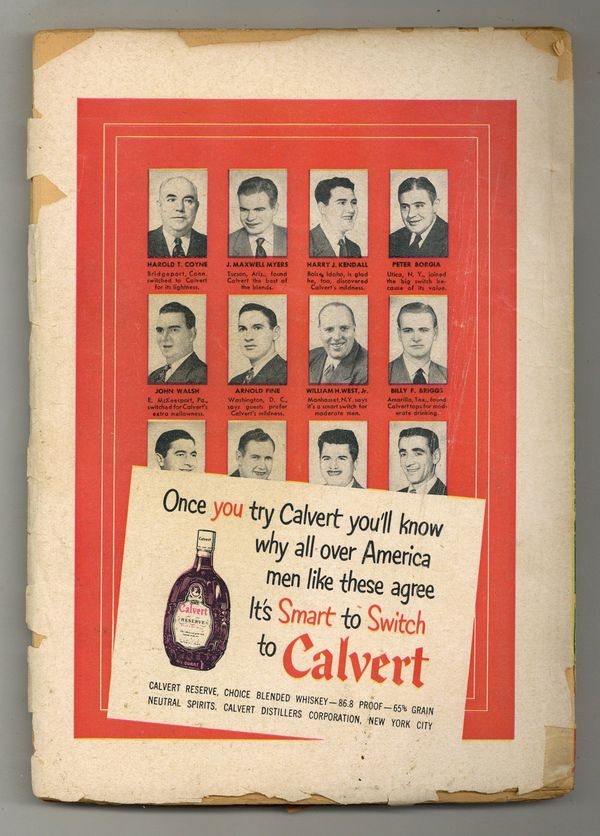 HAROLD T. COYNE
Bridgeport, Conn.
switched to Calvert
for its lightness.
J. MAXWELL MYERS
Tucson, Ariz., found
Calvert the best of
the blends.
HARRY J. KENDALL
Boise, Idaho, is glad
he, too, discovered
Calvert's mildness.
PETER BORGIA
Utica, N. Y., joined
the big switch be-
cause of its value.
JOHN WALSH
E. McKeesport, Pa.,
switched for Calvert's
extra mellowness.
ARNOLD FINE
Washington, D. C.,
says guests prefer
Calvert's mildness.
WILLIAM H. WEST, Jr.
Manhasset, N.Y. says
it's a smart switch for
moderate men.
BILLY F. BRIGGS
Amarillo, Tex., found
Calvert tops for mod-
erate drinking.
Once you try Calvert you'll know
why all over America
men like these agree
It's Smart to Switch
to Calvert
Calvert
Calvert
RESERVE
ONE QUART
CALVERT RESERVE, CHOICE BLENDED WHISKEY—86.8 PROOF—65% GRAIN
NEUTRAL SPIRITS. CALVERT DISTILLERS CORPORATION, NEW YORK CITY